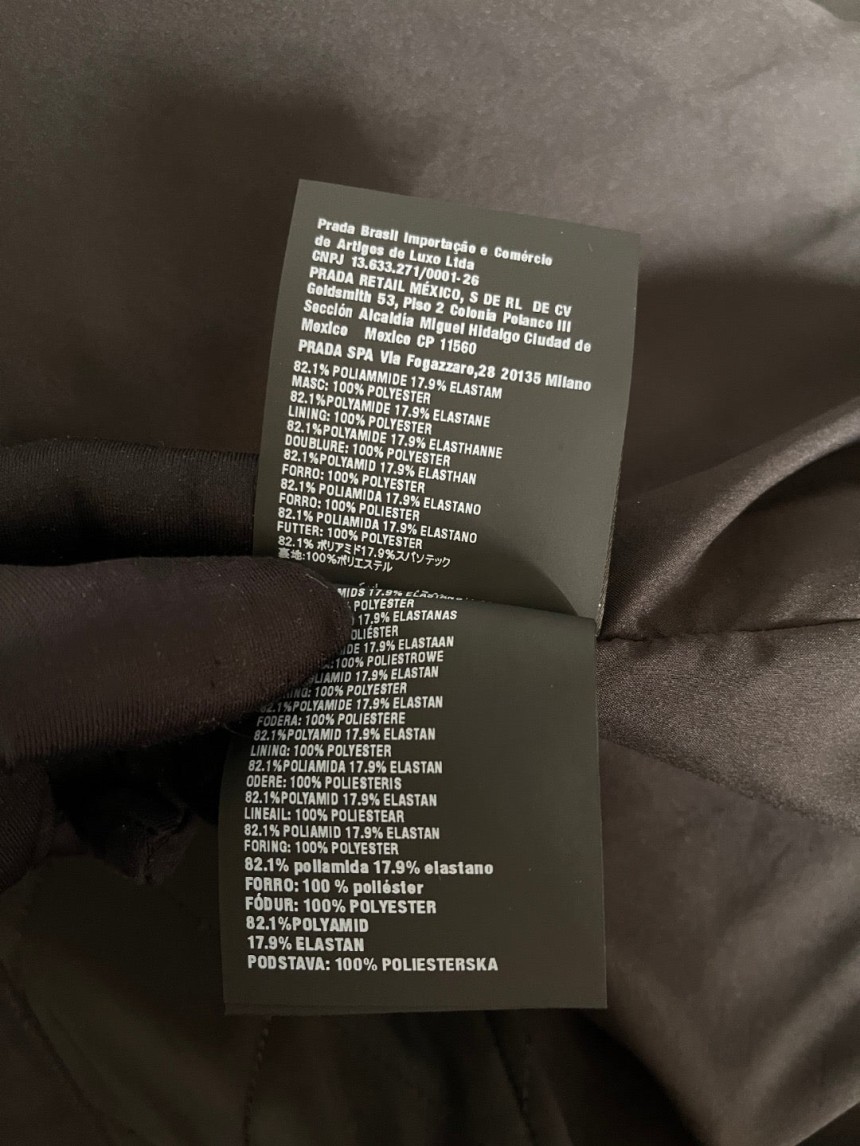 Prada Brasil Importação e Comércio
de Artigos de Luxo Ltda
CNPJ 13.633.271/0001-26
PRADA RETAIL MÉXICO, S DE RL DE CV
Goldsmith 53, Piso 2 Colonia Polanco III
Sección Alcaldía Miguel Hidalgo Ciudad de
Mexico Mexico CP 11560
PRADA SPA Via Fogazzaro,28 20135 Milano
82.1% POLIAMMIDE 17.9% ELASTAM
MASC: 100% POLYESTER
82.1%POLYAMIDE 17.9% ELASTANE
LINING: 100% POLYESTER
82.1%POLYAMIDE 17.9% ELASTHANNE
DOUBLURE: 100% POLYESTER
82.1%POLYAMID 17.9% ELASTHAN
FORRO: 100% POLYESTER
82.1% POLIAMIDA 17.9% ELASTANO
FORRO: 100% POLIESTER
82.1% POLIAMIDA 17.9% ELASTANO
FUTTER: 100% POLYESTER
82.1% ポリアミド17.9%スパンテック
裏地:100%ポリエステル
17.9%
POLYESTER
17,9% ELASTANAS
17.9% ELASTAAN
:100% POLIESTROWE
17.9% ELASTAN
100% POLYESTER
82.1%POLYAMIDE 17.9% ELASTAN
FODERA: 100% POLIESTERE
82.1%POLYAMID 17.9% ELASTAN
LINING: 100% POLYESTER
82.1%POLIAMIDA 17.9% ELASTAN
ODERE: 100% POLIESTERIS
82.1%POLYAMID 17.9% ELASTAN
LINEAIL: 100% POLIESTEAR
82.1% POLIAMID 17.9% ELASTAN
FORING: 100% POLYESTER
82.1% poliamida 17.9% elastano
FORRO: 100 % poliéster
FÓDUR: 100% POLYESTER
82.1%POLYAMID
17.9% ELASTAN
PODSTAVA: 100% POLIESTERSKA